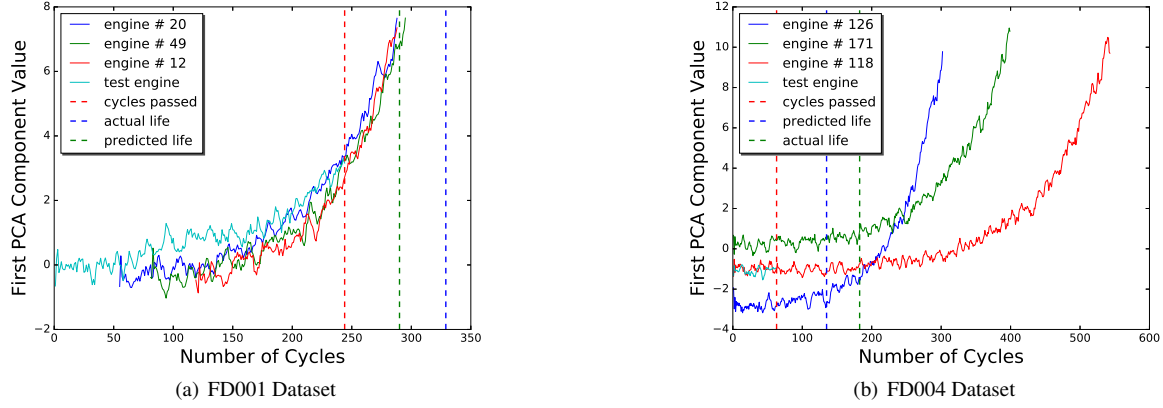 8
6
4
2
0
−2
0 50 100 150 200 250 300 350
First PCA Component Value
Number of Cycles
engine # 20
engine # 49
engine # 12
test engine
cycles passed
actual life
predicted life
(a) FD001 Dataset
12
10
8
6
4
2
0
−2
−4
0 100 200 300 400 500 600
First PCA Component Value
Number of Cycles
engine # 126
engine # 171
engine # 118
test engine
cycles passed
predicted life
actual life
(b) FD004 Dataset